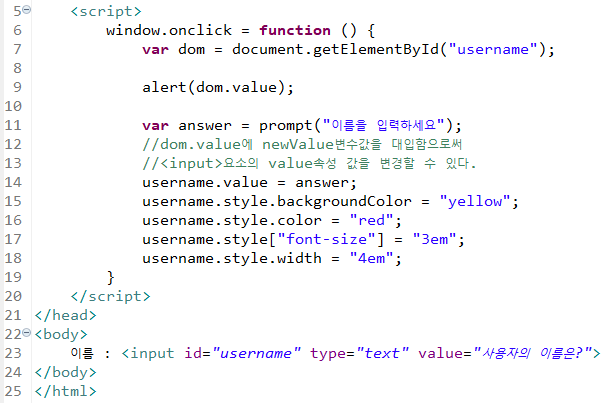 5 <script>
6 window.onclick = function () {
7 var dom = document.getElementById("username");
8
9 alert(dom.value);
10
11 var answer = prompt("이름을 입력하세요");
12 //dom.value에 newValue변수값을 대입함으로써
13 //<input>요소의 value속성 값을 변경할 수 있다.
14 username.value = answer;
15 username.style.backgroundColor = "yellow";
16 username.style.color = "red";
17 username.style["font-size"] = "3em";
18 username.style.width = "4em";
19 }
20 </script>
21 </head>
22 <body>
23 이름 : <input id="username" type="text" value="사용자의 이름은?">
24 </body>
25 </html>